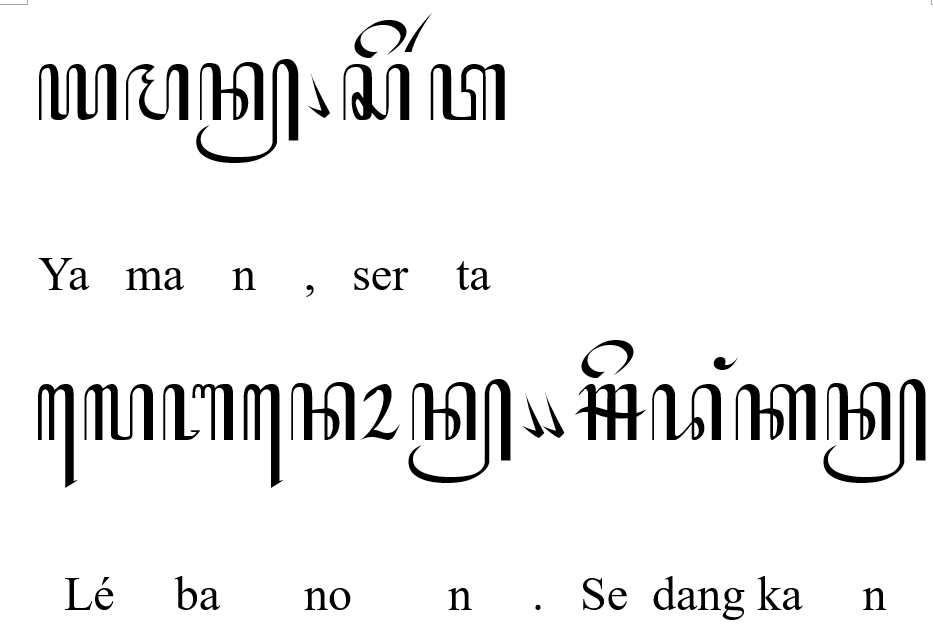 ꦪꦩꦤ꧀꧈ꦱꦼꦂꦠ
Ya ma n , ser ta
ꦭꦺꦧꦤꦺꦴꦤ꧀꧉ꦯꦼꦢꦁꦏꦤ꧀
Lé ba no n . Se dang ka n